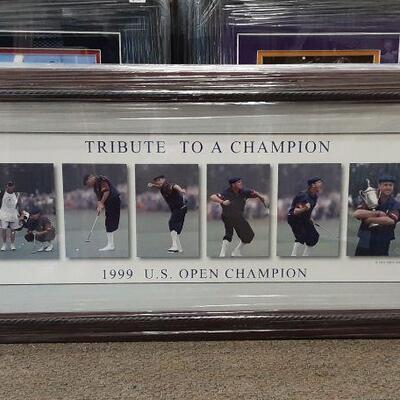 TRIBUTE TO A CHAMPION
1999 U.S. OPEN CHAMPION